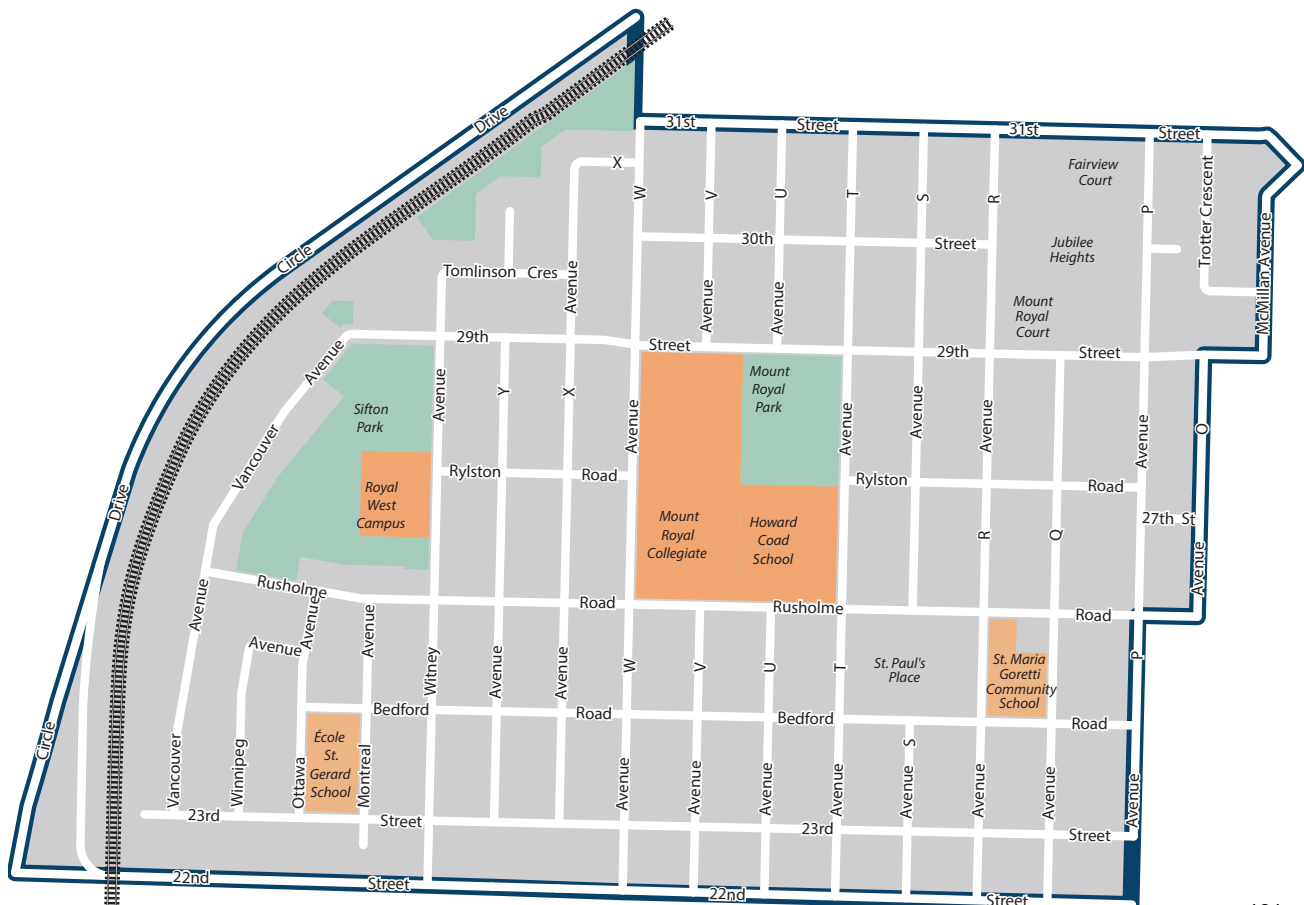 31st
Street
31st
Street
Drive
X
W
V
U
T
S
R
P
Fairview
Court
Trotter Crescent
McMillan Avenue
30th
Street
Jubilee
Heights
Circle
Tomlinson Cres
Avenue
Avenue
Avenue
Mount
Royal
Court
29th
Street
29th
Street
Avenue
Vancouver
Sifton
Park
Avenue
Y
X
Avenue
Mount
Royal
Park
Avenue
Avenue
Avenue
Avenue
O
Rylston
Road
Rylston
Road
Royal
West
Campus
Mount
Royal
Collegiate
Howard
Coad
School
R
Q
27th St
Avenue
Drive
Rusholme
Road
Rusholme
Road
Avenue
Avenue
Avenue
Avenue
Witney
Avenue
Avenue
W
V
U
T
St. Paul's
Place
St. Maria
Goretti
Community
School
P
Bedford
Road
Bedford
Road
Circle
Vancouver
Winnipeg
Ottawa
École
St.
Gerard
School
Montreal
Avenue
Avenue
Avenue
Avenue
S
Avenue
Avenue
Avenue
Avenue
23rd
Street
23rd
Street
22nd
Street
22nd
Street